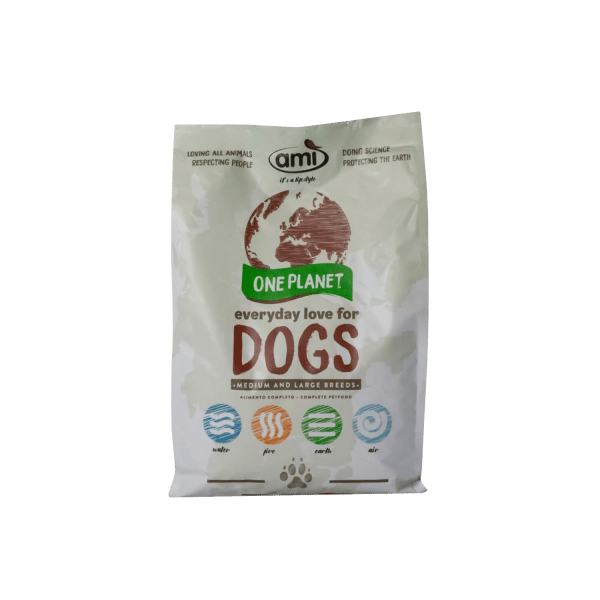 LOVING ALL ANIMALS
RESPECTING PEOPLE
amì
it's a life style
DOING SCIENCE
PROTECTING THE EARTH
ONE PLANET
everyday love for
DOGS
•MEDIUM AND LARGE BREEDS•
ALIMENTO COMPLETO - COMPLETE PETFOOD
water fire earth air